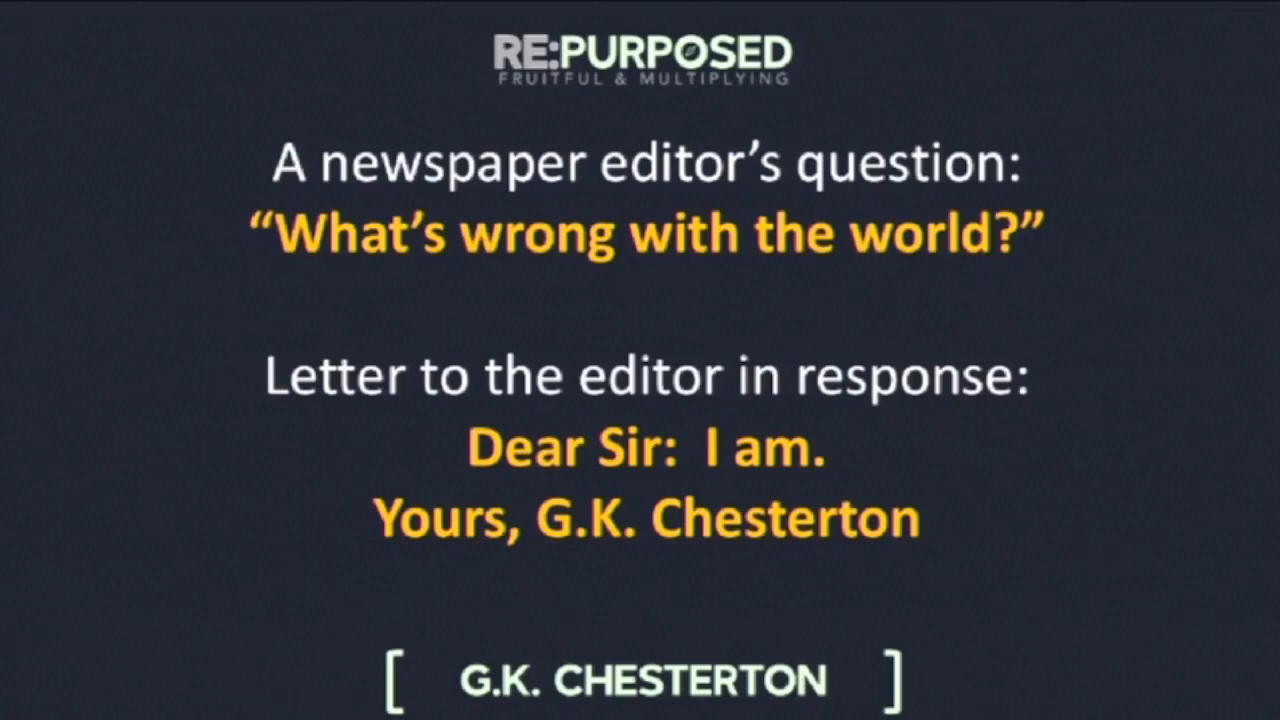 RE:PURPOSED
FRUITFUL & MULTIPLYING
A newspaper editor’s question:
“What’s wrong with the world?”
Letter to the editor in response:
Dear Sir:  I am.
Yours, G.K. Chesterton
[ G.K. CHESTERTON ]